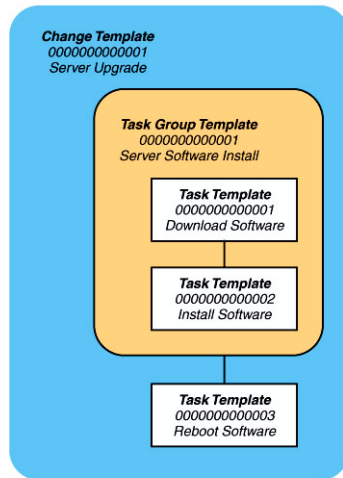 Change Template
0000000000001
Server Upgrade
Task Group Template
0000000000001
Server Software Install
Task Template
0000000000001
Download Software
Task Template
0000000000002
Install Software
Task Template
0000000000003
Reboot Software